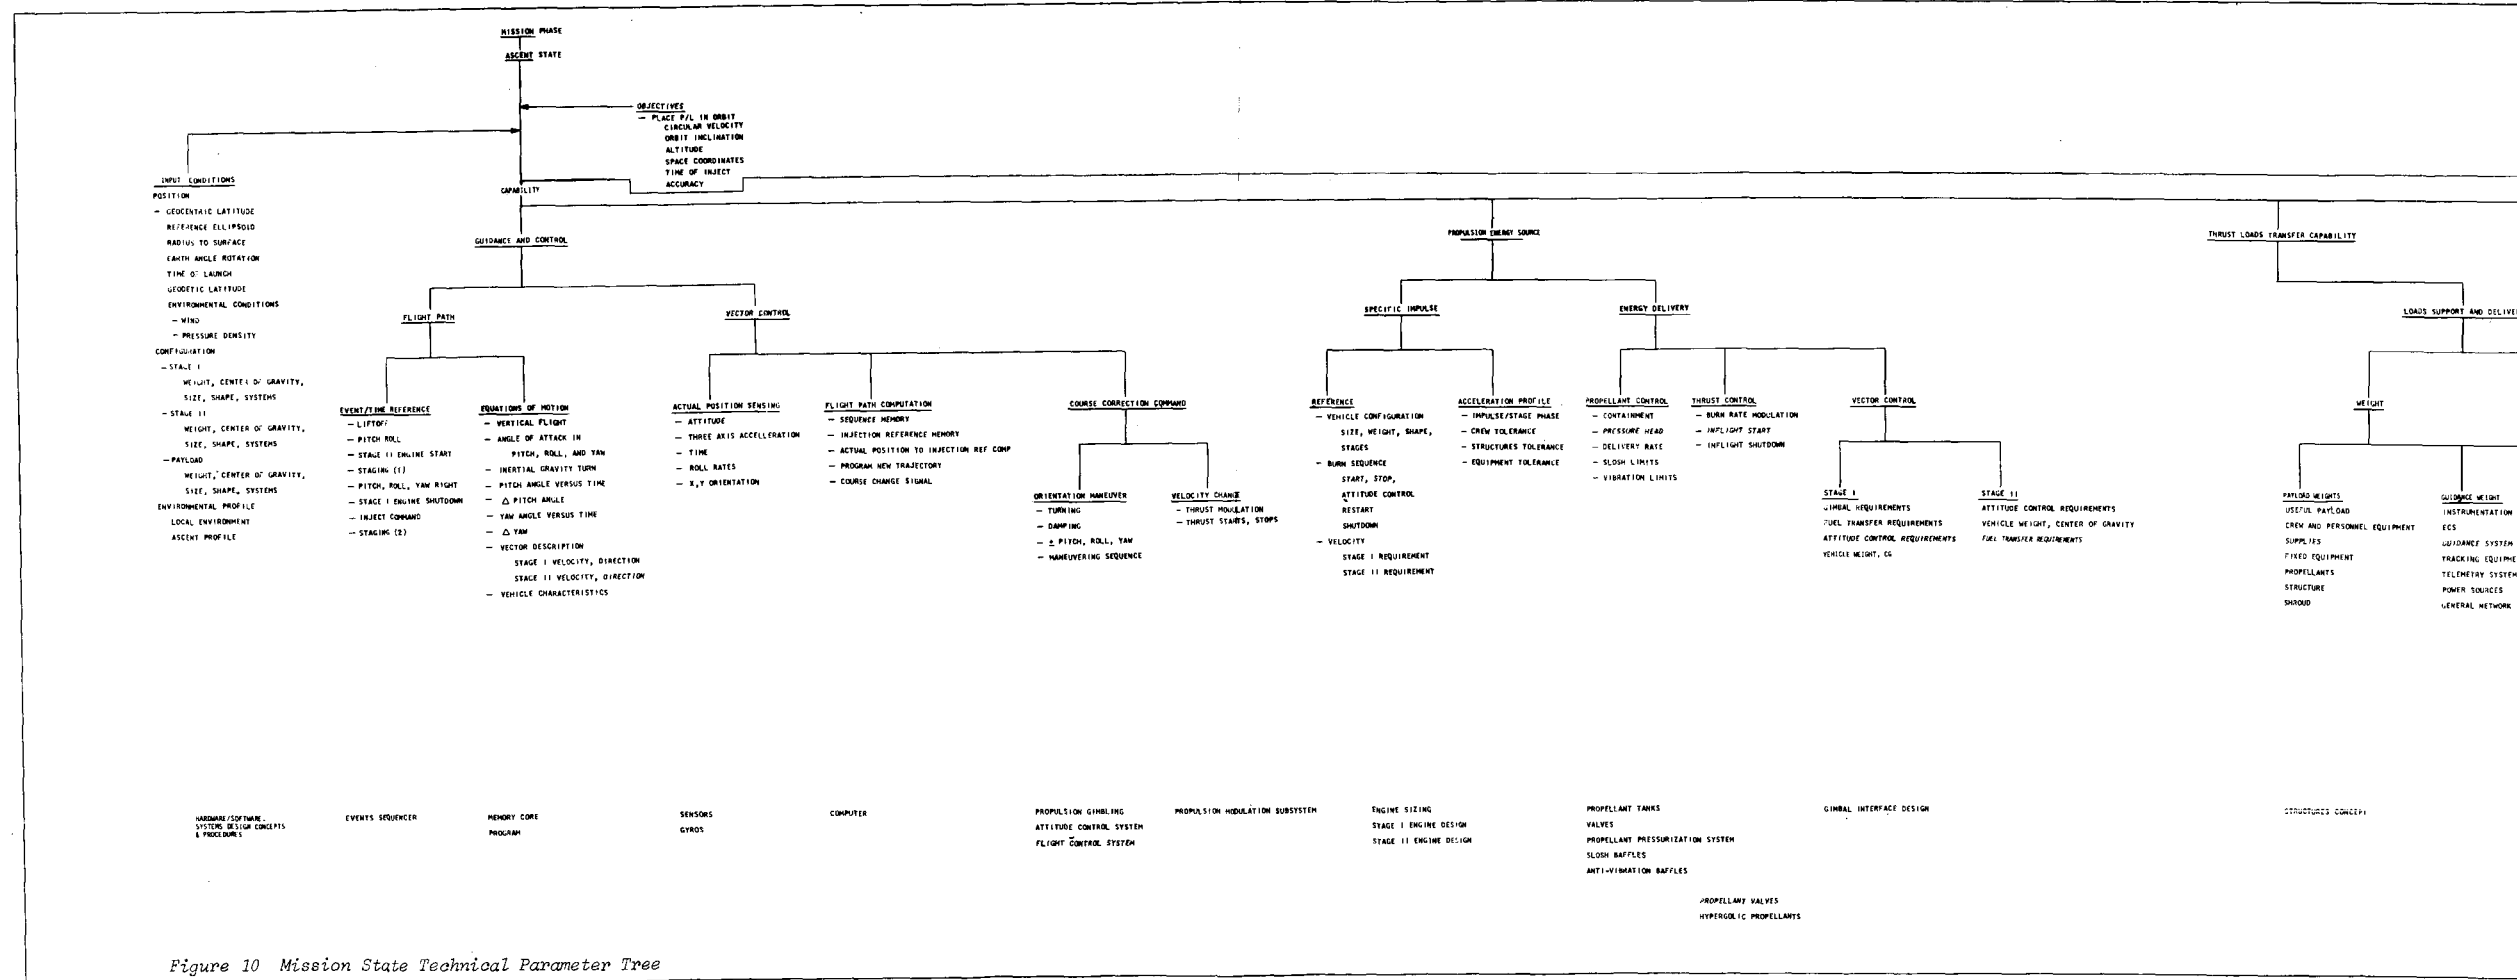 MISSION PHASE
ASCENT STATE
OBJECTIVES
— PLACE P/L IN ORBIT
CIRCULAR VELOCITY
ORBIT INCLINATION
ALTITUDE
SPACE COORDINATES
TIME OF INJECT
ACCURACY
CAPABILITY
INPUT CONDITIONS
POSITION
— GEOCENTRIC LATITUDE
REFERENCE ELLIPSOID
RADIUS TO SURFACE
EARTH ANGLE ROTATION
TIME OF LAUNCH
GEODETIC LATITUDE
ENVIRONMENTAL CONDITIONS
— WIND
— PRESSURE DENSITY
CONFIGURATION
— STAGE I
WEIGHT, CENTER OF GRAVITY,
SIZE, SHAPE, SYSTEMS
— STAGE II
WEIGHT, CENTER OF GRAVITY,
SIZE, SHAPE, SYSTEMS
— PAYLOAD
WEIGHT, CENTER OF GRAVITY,
SIZE, SHAPE, SYSTEMS
ENVIRONMENTAL PROFILE
LOCAL ENVIRONMENT
ASCENT PROFILE
GUIDANCE AND CONTROL
FLIGHT PATH
VECTOR CONTROL
EVENT/TIME REFERENCE
— LIFTOFF
— PITCH ROLL
— STAGE II ENGINE START
— STAGING (1)
— PITCH, ROLL, YAW RIGHT
— STAGE I ENGINE SHUTDOWN
— INJECT COMMAND
— STAGING (2)
EQUATIONS OF MOTION
— VERTICAL FLIGHT
— ANGLE OF ATTACK IN
PITCH, ROLL, AND YAW
— INERTIAL GRAVITY TURN
— PITCH ANGLE VERSUS TIME
— △ PITCH ANGLE
— YAW ANGLE VERSUS TIME
— △ YAW
— VECTOR DESCRIPTION
STAGE I VELOCITY, DIRECTION
STAGE II VELOCITY, DIRECTION
— VEHICLE CHARACTERISTICS
ACTUAL POSITION SENSING
— ATTITUDE
— THREE AXIS ACCELLERATION
— TIME
— ROLL RATES
— X,Y ORIENTATION
FLIGHT PATH COMPUTATION
— SEQUENCE MEMORY
— INJECTION REFERENCE MEMORY
— ACTUAL POSITION TO INJECTION REF COMP
— PROGRAM NEW TRAJECTORY
— COURSE CHANGE SIGNAL
COURSE CORRECTION COMMAND
ORIENTATION MANEUVER
— TURNING
— DAMPING
— ± PITCH, ROLL, YAW
— MANEUVERING SEQUENCE
VELOCITY CHANGE
— THRUST MODULATION
— THRUST STARTS, STOPS
PROPULSION ENERGY SOURCE
SPECIFIC IMPULSE
ENERGY DELIVERY
REFERENCE
— VEHICLE CONFIGURATION
SIZE, WEIGHT, SHAPE,
STAGES
— BURN SEQUENCE
START, STOP,
ATTITUDE CONTROL
RESTART
SHUTDOWN
— VELOCITY
STAGE I REQUIREMENT
STAGE II REQUIREMENT
ACCELERATION PROFILE
— IMPULSE/STAGE PHASE
— CREW TOLERANCE
— STRUCTURES TOLERANCE
— EQUIPMENT TOLERANCE
PROPELLANT CONTROL
— CONTAINMENT
— PRESSURE HEAD
— DELIVERY RATE
— SLOSH LIMITS
— VIBRATION LIMITS
THRUST CONTROL
— BURN RATE MODULATION
— INFLIGHT START
— INFLIGHT SHUTDOWN
VECTOR CONTROL
STAGE I
GIMBAL REQUIREMENTS
FUEL TRANSFER REQUIREMENTS
ATTITUDE CONTROL REQUIREMENTS
VEHICLE WEIGHT, CG
STAGE II
ATTITUDE CONTROL REQUIREMENTS
VEHICLE WEIGHT, CENTER OF GRAVITY
FUEL TRANSFER REQUIREMENTS
THRUST LOADS TRANSFER CAPABILITY
LOADS SUPPORT AND DELIVE
WEIGHT
PAYLOAD WEIGHTS
USEFUL PAYLOAD
CREW AND PERSONNEL EQUIPMENT
SUPPLIES
FIXED EQUIPMENT
PROPELLANTS
STRUCTURE
SHROUD
GUIDANCE WEIGHT
INSTRUMENTATION
ECS
GUIDANCE SYSTEM
TRACKING EQUIPME
TELEMETRY SYSTEM
POWER SOURCES
GENERAL NETWORK
HARDWARE/SOFTWARE.
SYSTEMS DESIGN CONCEPTS
& PROCEDURES
EVENTS SEQUENCER
MEMORY CORE
PROGRAM
SENSORS
GYROS
COMPUTER
PROPULSION GIMBLING
ATTITUDE CONTROL SYSTEM
FLIGHT CONTROL SYSTEM
PROPULSION MODULATION SUBSYSTEM
ENGINE SIZING
STAGE I ENGINE DESIGN
STAGE II ENGINE DESIGN
PROPELLANT TANKS
VALVES
PROPELLANT PRESSURIZATION SYSTEM
SLOSH BAFFLES
ANTI-VIBRATION BAFFLES
PROPELLANT VALVES
HYPERGOLIC PROPELLANTS
GIMBAL INTERFACE DESIGN
STRUCTURES CONCEPT
Figure 10 Mission State Technical Parameter Tree